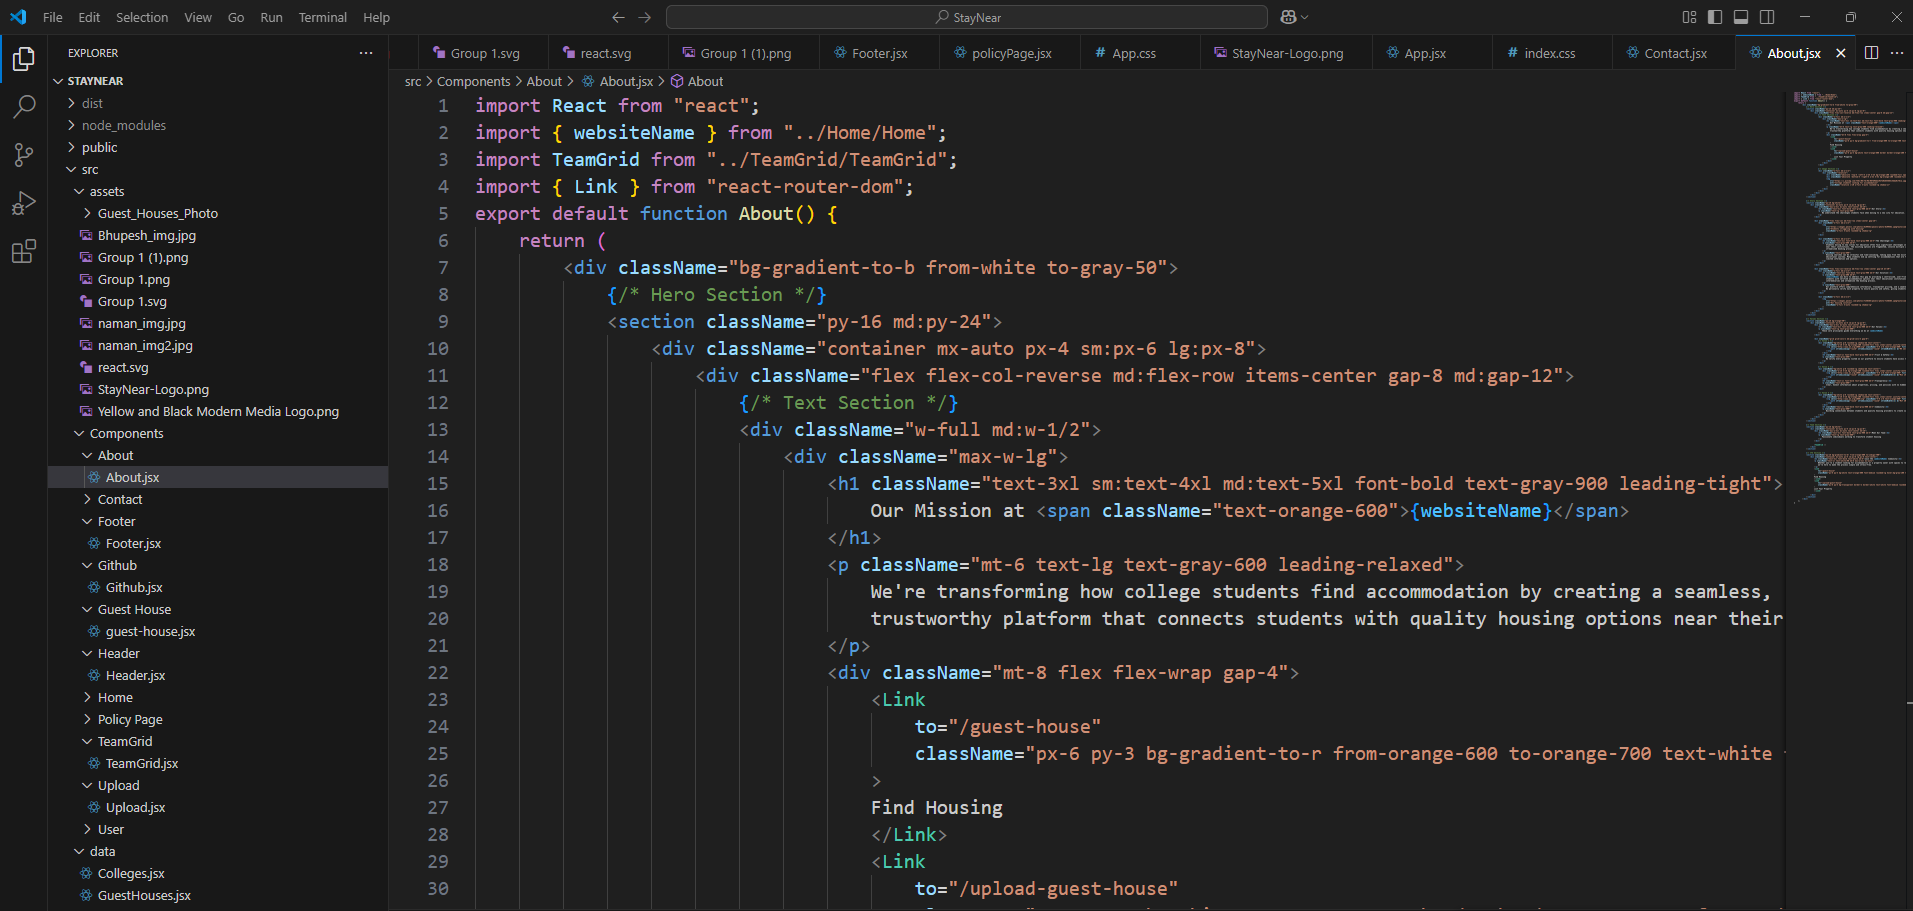 File Edit Selection View Go Run Terminal Help
StayNear
EXPLORER
STAYNEAR
dist
node_modules
public
src
assets
Guest_Houses_Photo
Bhupesh_img.jpg
Group 1 (1).png
Group 1.png
Group 1.svg
naman_img.jpg
naman_img2.jpg
react.svg
StayNear-Logo.png
Yellow and Black Modern Media Logo.png
Components
About
About.jsx
Contact
Footer
Footer.jsx
Github
Github.jsx
Guest House
guest-house.jsx
Header
Header.jsx
Home
Policy Page
TeamGrid
TeamGrid.jsx
Upload
Upload.jsx
User
data
Colleges.jsx
GuestHouses.jsx
Group 1.svg react.svg Group 1 (1).png Footer.jsx policyPage.jsx # App.css StayNear-Logo.png App.jsx # index.css Contact.jsx About.jsx
src > Components > About > About.jsx > About
1 import React from "react";
2 import { websiteName } from "../Home/Home";
3 import TeamGrid from "../TeamGrid/TeamGrid";
4 import { Link } from "react-router-dom";
5 export default function About() {
6 return (
7 <div className="bg-gradient-to-b from-white to-gray-50">
8 {/* Hero Section */}
9 <section className="py-16 md:py-24">
10 <div className="container mx-auto px-4 sm:px-6 lg:px-8">
11 <div className="flex flex-col-reverse md:flex-row items-center gap-8 md:gap-12">
12 {/* Text Section */}
13 <div className="w-full md:w-1/2">
14 <div className="max-w-lg">
15 <h1 className="text-3xl sm:text-4xl md:text-5xl font-bold text-gray-900 leading-tight">
16 Our Mission at <span className="text-orange-600">{websiteName}</span>
17 </h1>
18 <p className="mt-6 text-lg text-gray-600 leading-relaxed">
19 We're transforming how college students find accommodation by creating a seamless,
20 trustworthy platform that connects students with quality housing options near their
21 </p>
22 <div className="mt-8 flex flex-wrap gap-4">
23 <Link
24 to="/guest-house"
25 className="px-6 py-3 bg-gradient-to-r from-orange-600 to-orange-700 text-white
26 >
27 Find Housing
28 </Link>
29 <Link
30 to="/upload-guest-house"